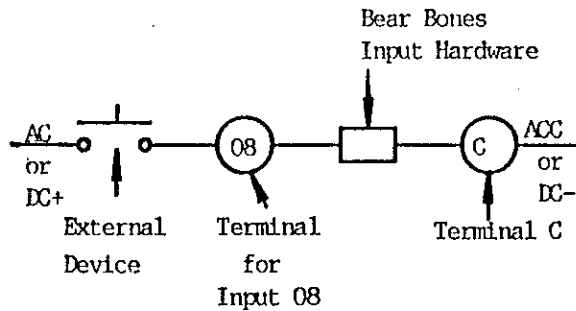 Bear Bones
Input Hardware
AC
or
DC+
08
C
ACC
or
DC-
External
Device
Terminal
for
Input 08
Terminal C